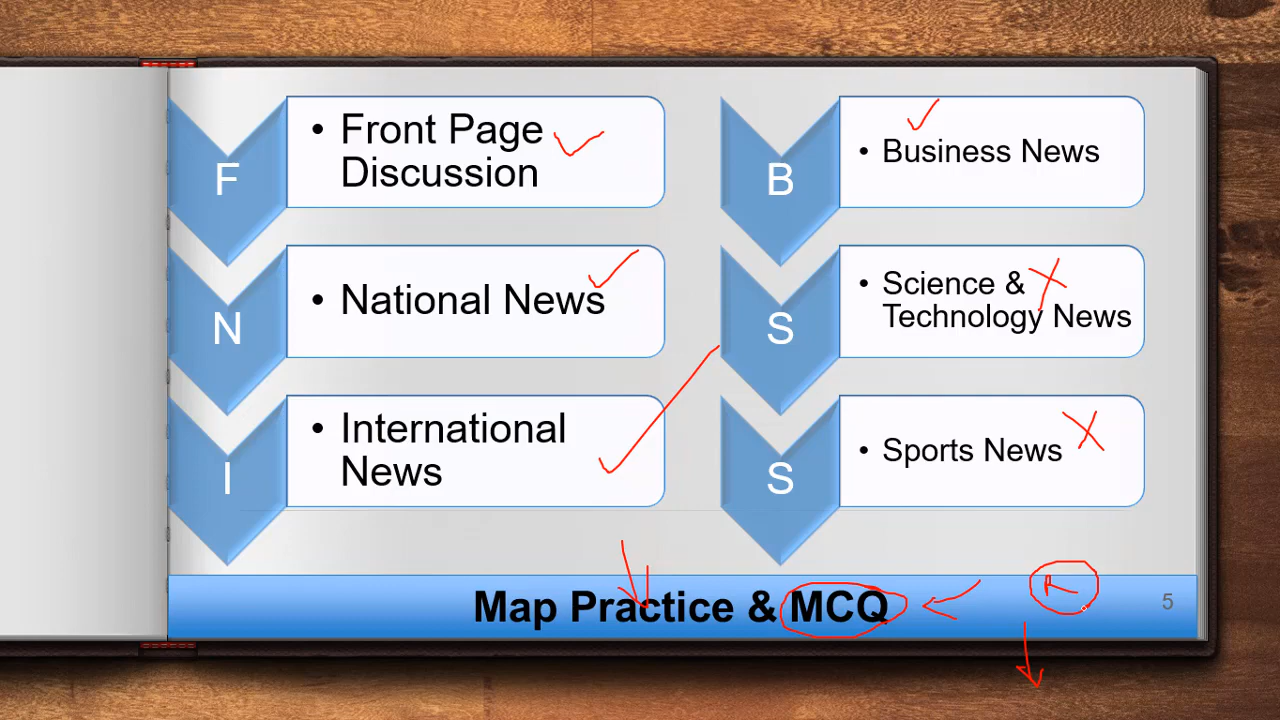 F
• Front Page
Discussion
N
• National News
I
• International
News
B
• Business News
S
• Science &
Technology News
S
• Sports News
Map Practice & MCQ
R
5